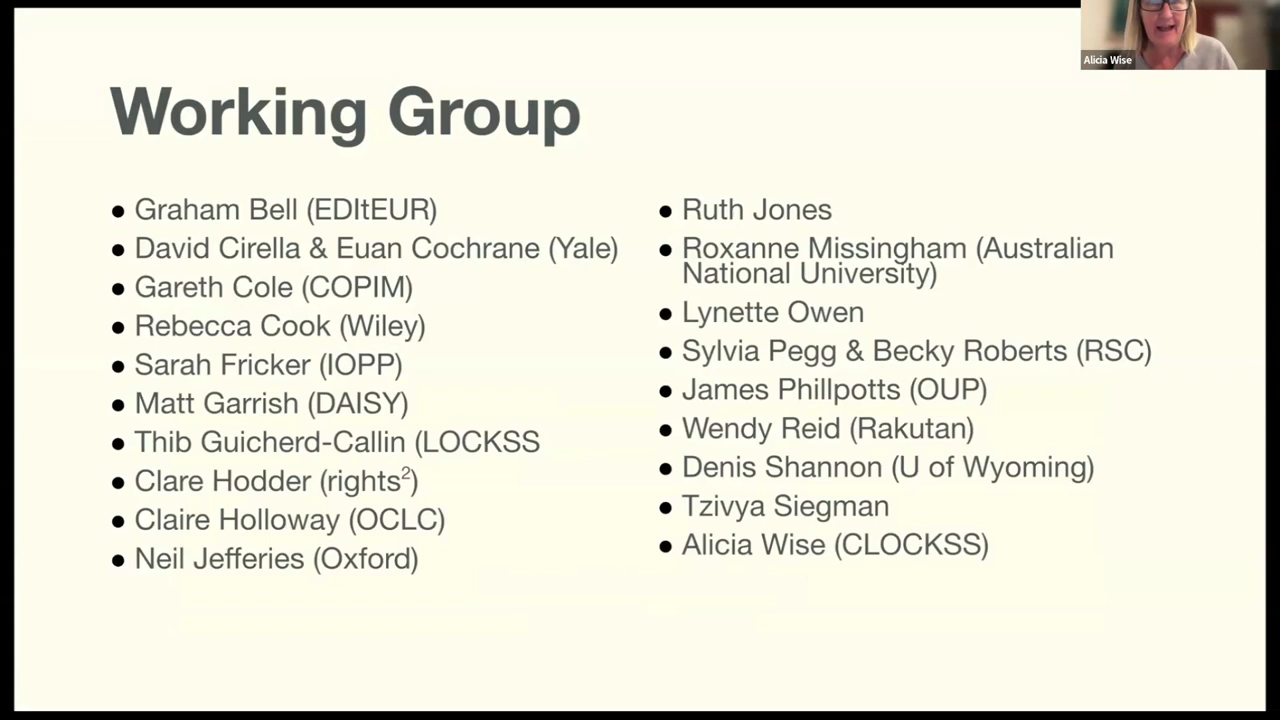 Alicia Wise
Working Group
● Graham Bell (EDItEUR)
● David Cirella & Euan Cochrane (Yale)
● Gareth Cole (COPIM)
● Rebecca Cook (Wiley)
● Sarah Fricker (IOPP)
● Matt Garrish (DAISY)
● Thib Guicherd-Callin (LOCKSS
● Clare Hodder (rights²)
● Claire Holloway (OCLC)
● Neil Jefferies (Oxford)
● Ruth Jones
● Roxanne Missingham (Australian
National University)
● Lynette Owen
● Sylvia Pegg & Becky Roberts (RSC)
● James Phillpotts (OUP)
● Wendy Reid (Rakutan)
● Denis Shannon (U of Wyoming)
● Tzivya Siegman
● Alicia Wise (CLOCKSS)